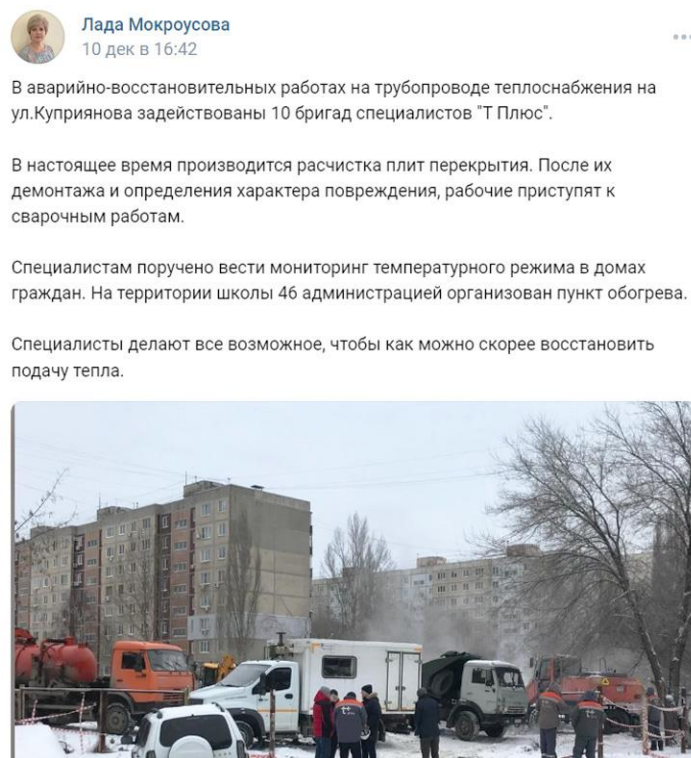 Лада Мокроусова
10 дек в 16:42
В аварийно-восстановительных работах на трубопроводе теплоснабжения на
ул.Куприянова задействованы 10 бригад специалистов "Т Плюс".
В настоящее время производится расчистка плит перекрытия. После их
демонтажа и определения характера повреждения, рабочие приступят к
сварочным работам.
Специалистам поручено вести мониторинг температурного режима в домах
граждан. На территории школы 46 администрацией организован пункт обогрева.
Специалисты делают все возможное, чтобы как можно скорее восстановить
подачу тепла.